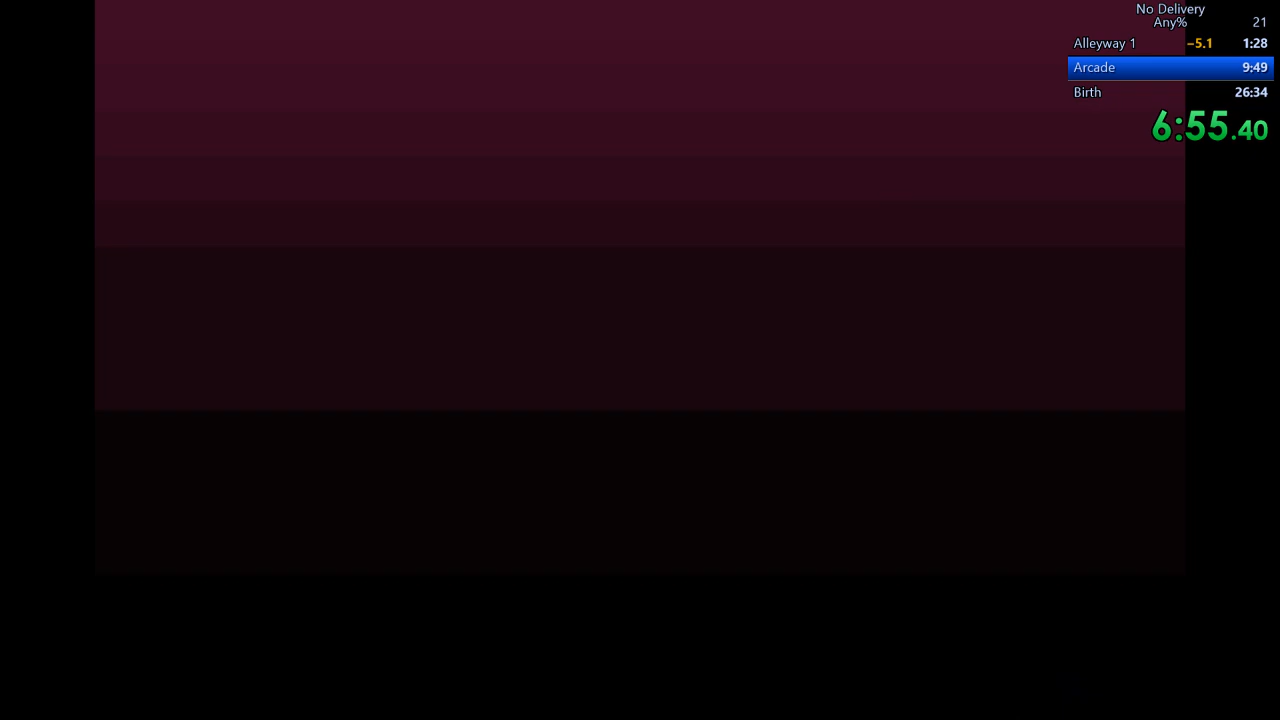 No Delivery
Any% 21
Alleyway 1 −5.1 1:28
Arcade 9:49
Birth 26:34
6:55.40